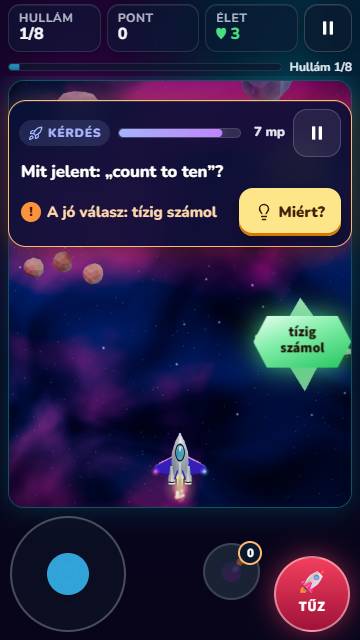 HULLÁM
1/8
PONT
0
ÉLET
3
Hullám 1/8
KÉRDÉS
7 mp
Mit jelent: „count to ten”?
! A jó válasz: tízig számol
Miért?
tízig
számol
0
TŰZ